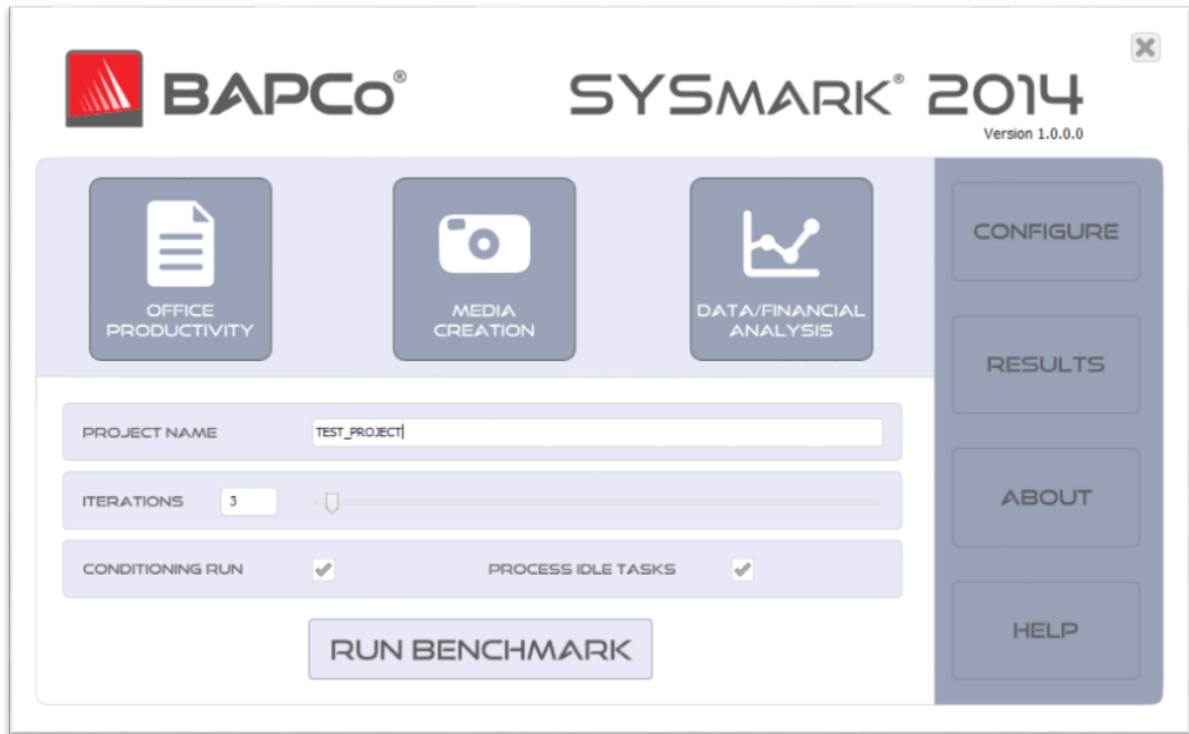 BAPCo®
SYSMARK® 2014
Version 1.0.0.0
OFFICE
PRODUCTIVITY
MEDIA
CREATION
DATA/FINANCIAL
ANALYSIS
CONFIGURE
RESULTS
ABOUT
HELP
PROJECT NAME
TEST_PROJECT
ITERATIONS 3
CONDITIONING RUN PROCESS IDLE TASKS
RUN BENCHMARK